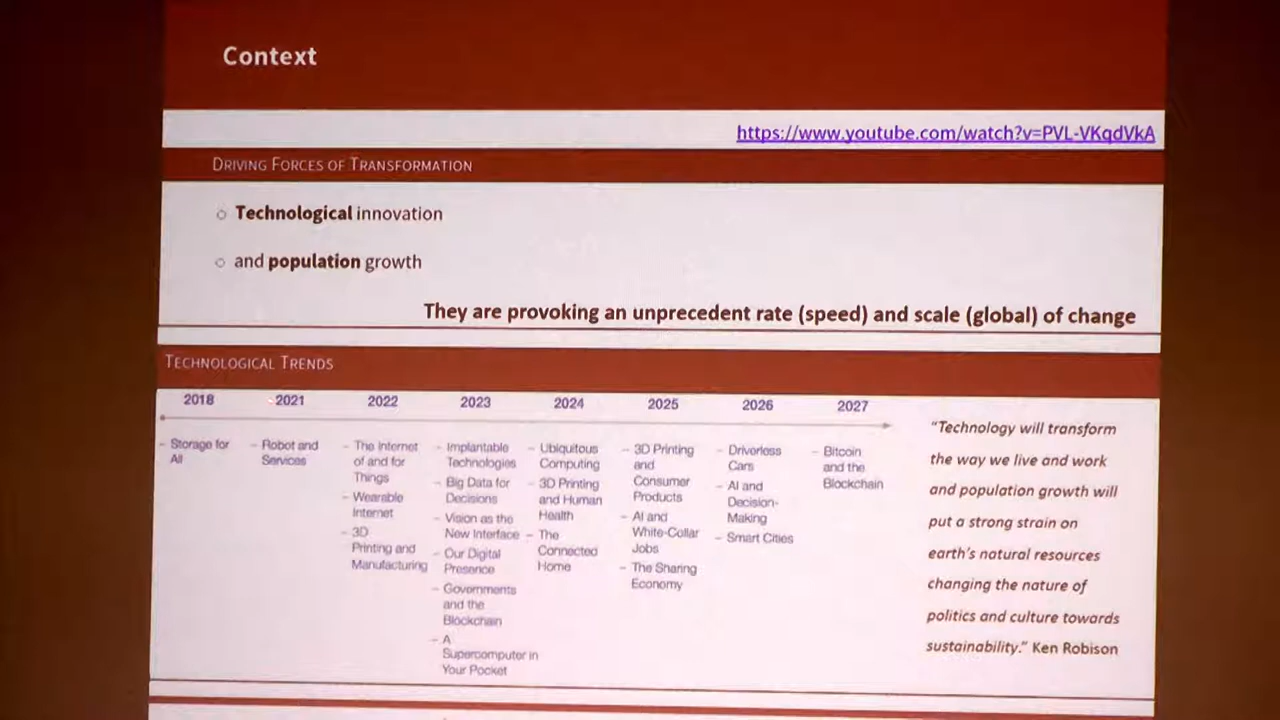 Context
https://www.youtube.com/watch?v=PVL-VKqdVkA
DRIVING FORCES OF TRANSFORMATION
Technological innovation
and population growth
They are provoking an unprecedent rate (speed) and scale (global) of change
TECHNOLOGICAL TRENDS
2018 2021 2022 2023 2024 2025 2026 2027
– Storage for
All
– Robot and
Services
– The Internet
of and for
Things
– Wearable
Internet
– 3D
Printing and
Manufacturing
– Implantable
Technologies
– Big Data for
Decisions
– Vision as the
New Interface
– Our Digital
Presence
– Governments
and the
Blockchain
– A
Supercomputer in
Your Pocket
– Ubiquitous
Computing
– 3D Printing
and Human
Health
– The
Connected
Home
– 3D Printing
and
Consumer
Products
– AI and
White-Collar
Jobs
– The Sharing
Economy
– Driverless
Cars
– AI and
Decision-
Making
– Smart Cities
– Bitcoin
and the
Blockchain
“Technology will transform
the way we live and work
and population growth will
put a strong strain on
earth’s natural resources
changing the nature of
politics and culture towards
sustainability.” Ken Robison